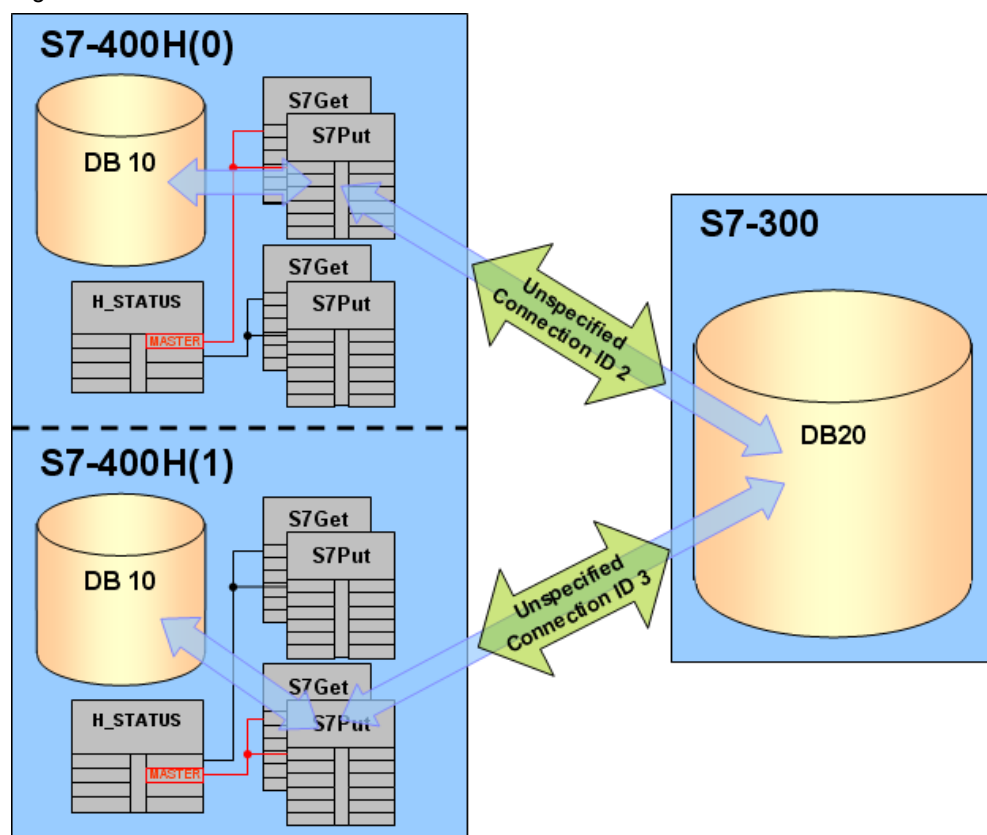 S7-400H(0)
DB 10
S7Get
S7Put
H_STATUS
MASTER
S7Get
S7Put
S7-400H(1)
DB 10
S7Get
S7Put
H_STATUS
MASTER
S7Get
S7Put
Unspecified
Connection ID 2
Unspecified
Connection ID 3
S7-300
DB20